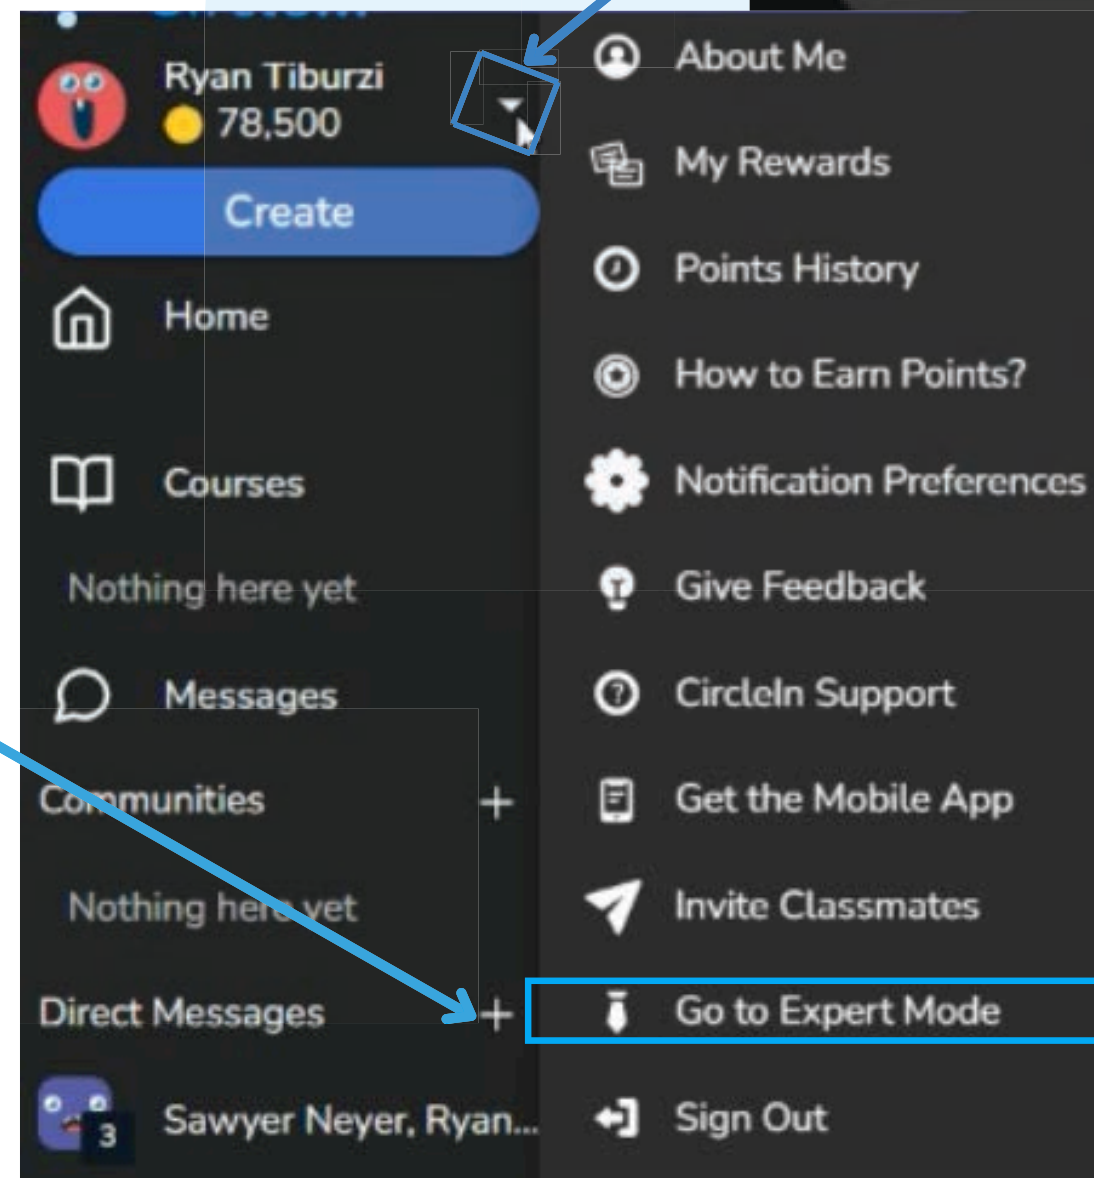 Ryan Tiburzi
78,500
Create
Home
Courses
Nothing here yet
Messages
Communities
+
Nothing here yet
Direct Messages
+
3
Sawyer Neyer, Ryan...
About Me
My Rewards
Points History
How to Earn Points?
Notification Preferences
Give Feedback
CircleIn Support
Get the Mobile App
Invite Classmates
Go to Expert Mode
Sign Out